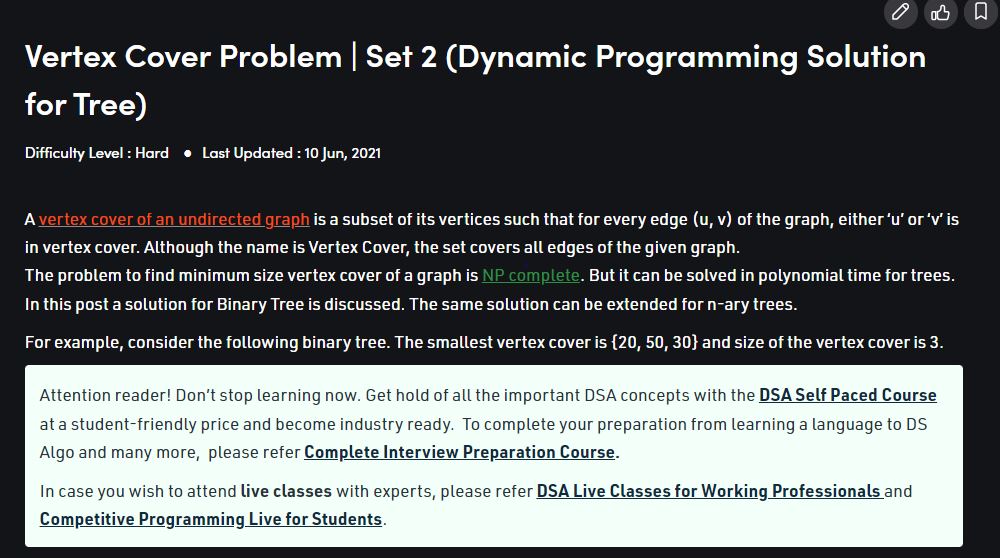 Vertex Cover Problem | Set 2 (Dynamic Programming Solution
for Tree)
Difficulty Level : Hard ● Last Updated : 10 Jun, 2021
A vertex cover of an undirected graph is a subset of its vertices such that for every edge (u, v) of the graph, either ‘u’ or ‘v’ is
in vertex cover. Although the name is Vertex Cover, the set covers all edges of the given graph.
The problem to find minimum size vertex cover of a graph is NP complete. But it can be solved in polynomial time for trees.
In this post a solution for Binary Tree is discussed. The same solution can be extended for n-ary trees.
For example, consider the following binary tree. The smallest vertex cover is {20, 50, 30} and size of the vertex cover is 3.
Attention reader! Don’t stop learning now. Get hold of all the important DSA concepts with the DSA Self Paced Course
at a student-friendly price and become industry ready. To complete your preparation from learning a language to DS
Algo and many more, please refer Complete Interview Preparation Course.
In case you wish to attend live classes with experts, please refer DSA Live Classes for Working Professionals and
Competitive Programming Live for Students.